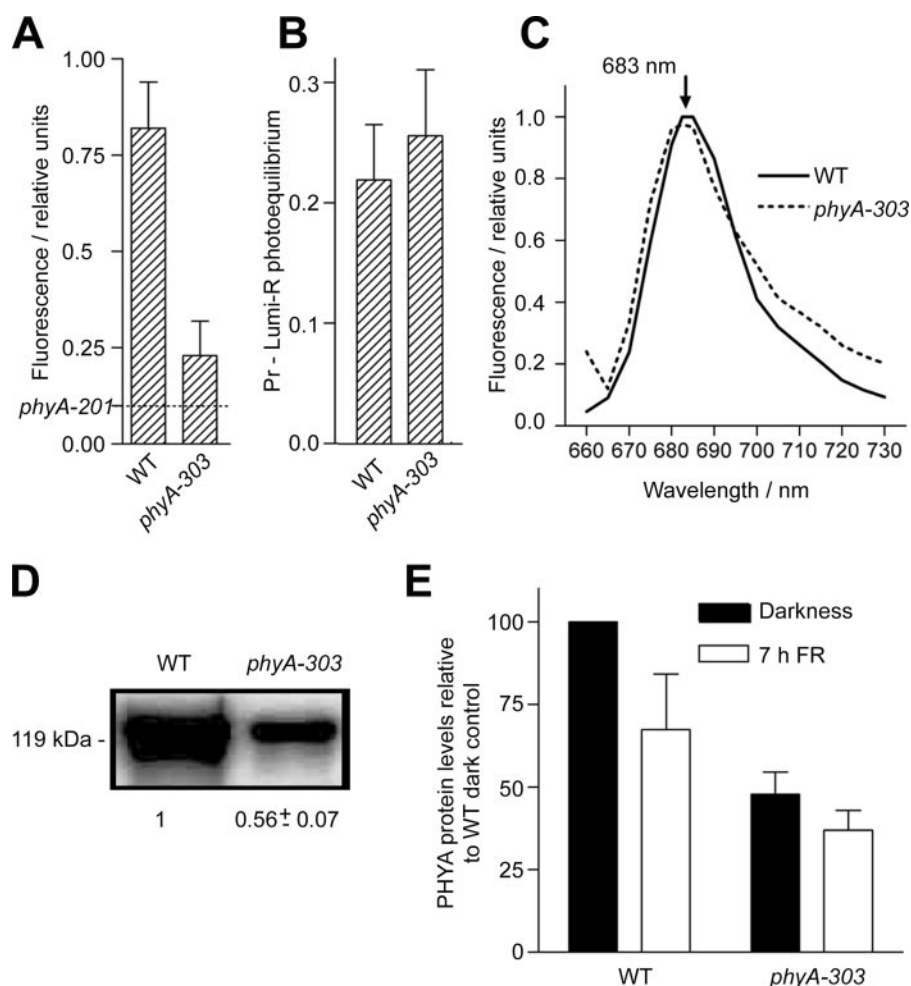 A
Fluorescence / relative units
1.00
0.75
0.5
0.25
phyA-201
0.00
WT
phyA-303
B
Pr - Lumi-R photoequilibrium
0.3
0.2
0.1
0.0
WT
phyA-303
C
683 nm
Fluorescence / relative units
1.0
0.8
0.6
0.4
0.2
0.0
WT
phyA-303
660 670 680 690 700 710 720 730
Wavelength / nm
D
WT phyA-303
119 kDa -
1 0.56 ± 0.07
E
PHYA protein levels relative
to WT dark control
100
75
50
25
0
Darkness
7 h FR
WT phyA-303